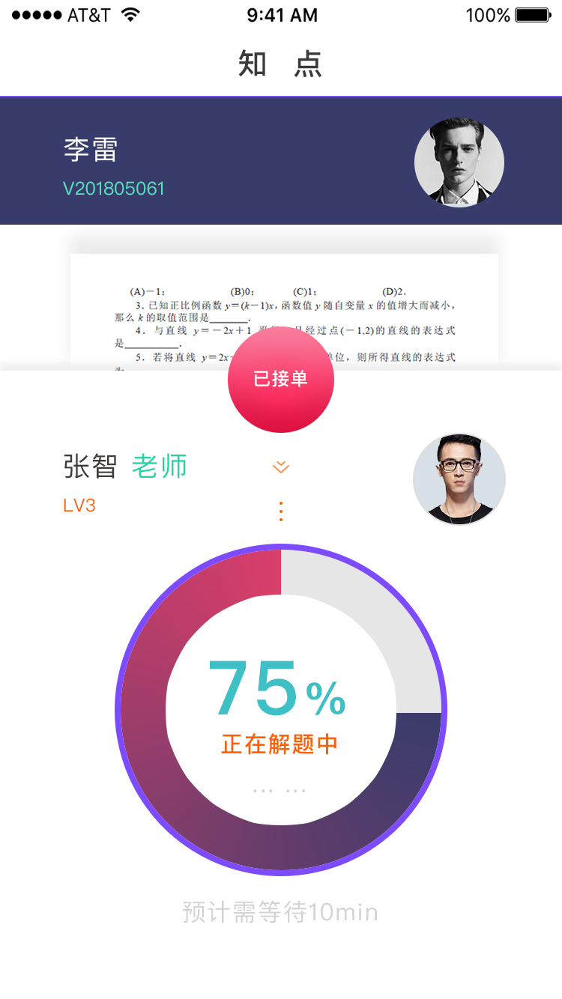 AT&T 9:41 AM 100%
知 点
李雷
V201805061
(A)－1; (B)0; (C)1; (D)2.
3. 已知正比例函数 y＝(k－1)x, 函数值 y 随自变量 x 的值增大而减小,
那么 k 的取值范围是________.
4. 与直线 y＝－2x＋1 且经过点(－1,2)的直线的表达式
是___________.
5. 若将直线 y＝2x 单位, 则所得直线的表达式
已接单
张智 老师
LV3
75%
正在解题中
... ...
预计需等待10min